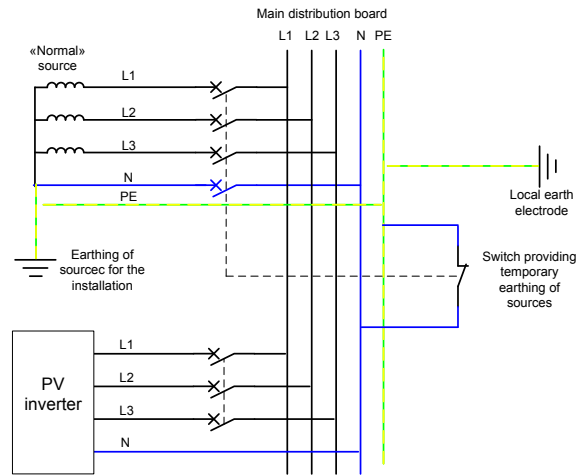 Main distribution board
L1 L2 L3 N PE
«Normal»
source
L1
L2
L3
N
PE
Local earth
electrode
Earthing of
sourcec for the
installation
Switch providing
temporary
earthing of
sources
PV
inverter
L1
L2
L3
N